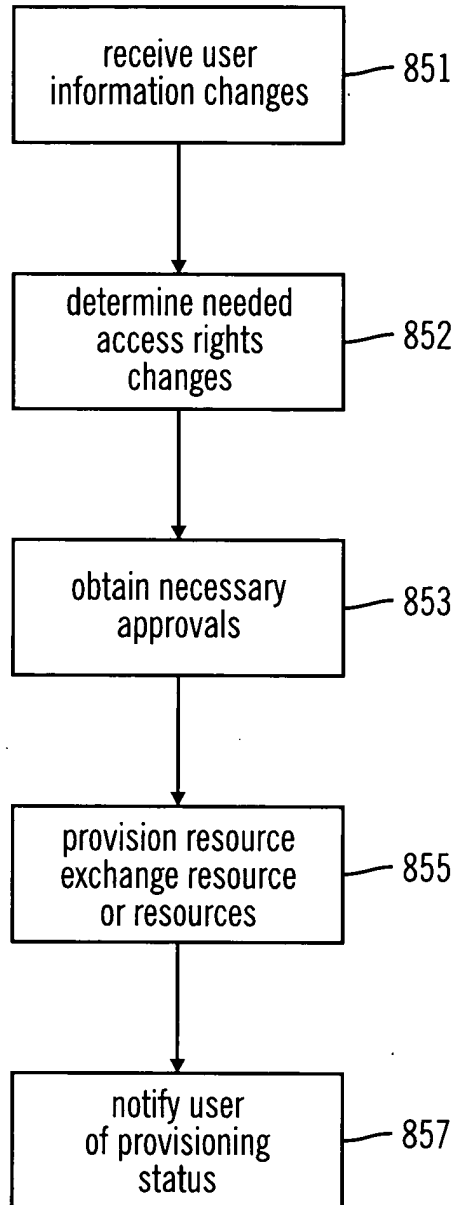 receive user
information changes
851
determine needed
access rights
changes
852
obtain necessary
approvals
853
provision resource
exchange resource
or resources
855
notify user
of provisioning
status
857